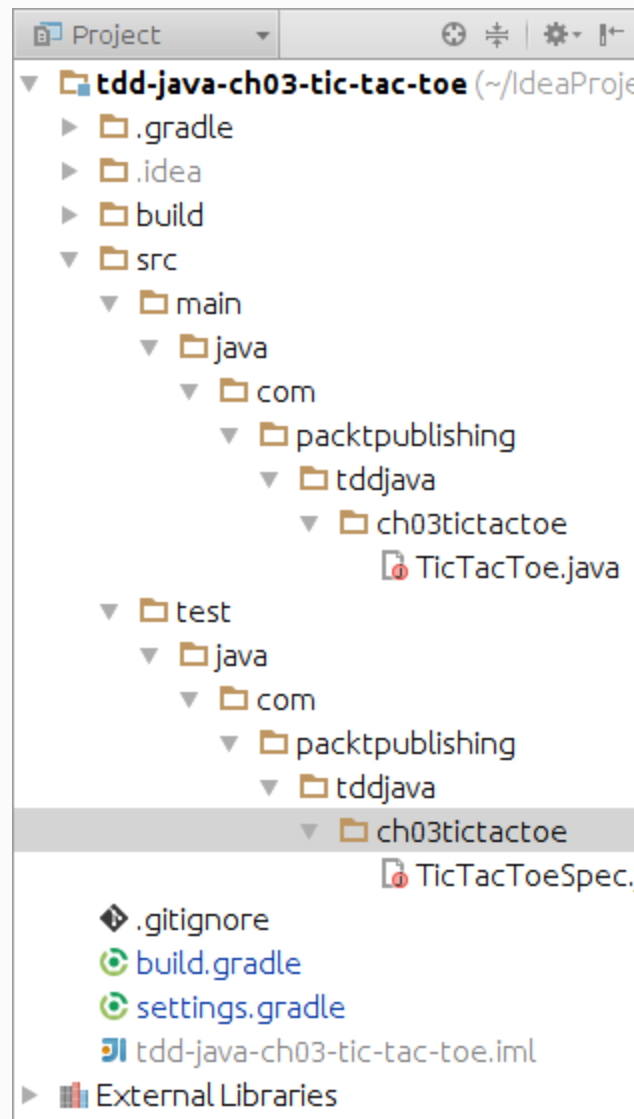 Project
tdd-java-ch03-tic-tac-toe (~/IdeaProje
.gradle
.idea
build
src
main
java
com
packtpublishing
tddjava
ch03tictactoe
TicTacToe.java
test
java
com
packtpublishing
tddjava
ch03tictactoe
TicTacToeSpec.
.gitignore
build.gradle
settings.gradle
tdd-java-ch03-tic-tac-toe.iml
External Libraries